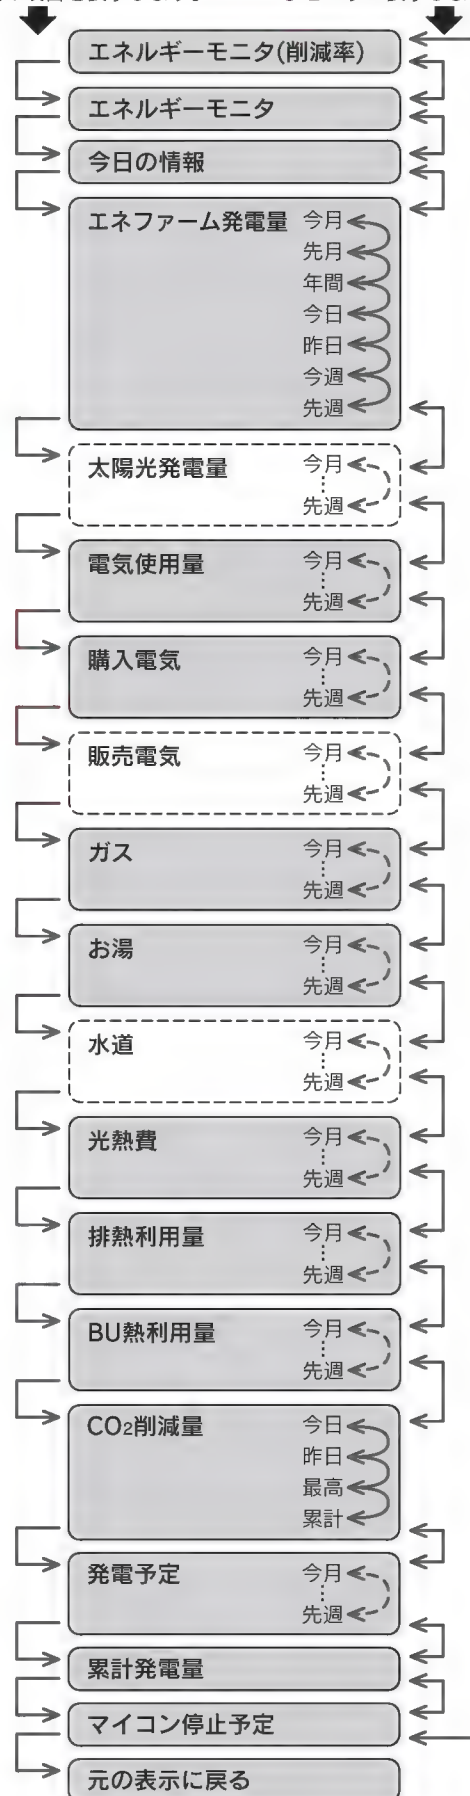 エネルギーモニタ(削減率)
エネルギーモニタ
今日の情報
エネファーム発電量 今月
先月
年間
今日
昨日
今週
先週
太陽光発電量 今月
先週
電気使用量 今月
先週
購入電気 今月
先週
販売電気 今月
先週
ガス 今月
先週
お湯 今月
先週
水道 今月
先週
光熱費 今月
先週
排熱利用量 今月
先週
BU熱利用量 今月
先週
CO2削減量 今日
昨日
最高
累計
発電予定 今月
先週
累計発電量
マイコン停止予定
元の表示に戻る